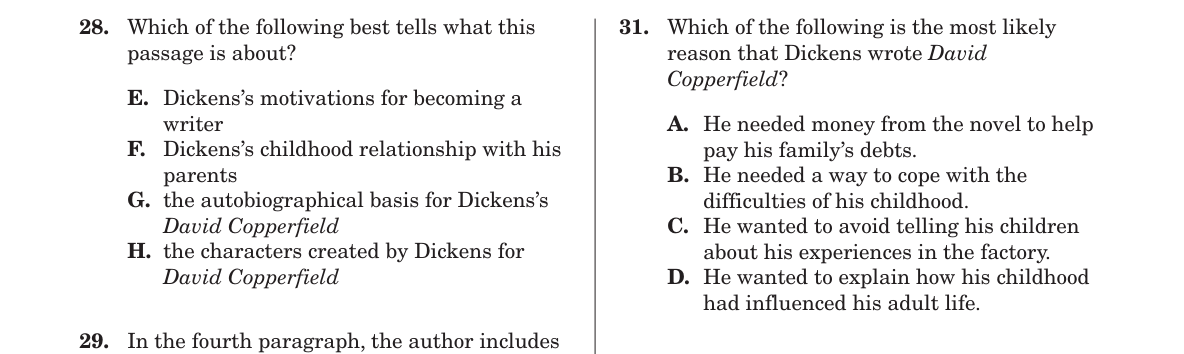 28. Which of the following best tells what this
passage is about?
E. Dickens’s motivations for becoming a
writer
F. Dickens’s childhood relationship with his
parents
G. the autobiographical basis for Dickens’s
David Copperfield
H. the characters created by Dickens for
David Copperfield
29. In the fourth paragraph, the author includes
31. Which of the following is the most likely
reason that Dickens wrote David
Copperfield?
A. He needed money from the novel to help
pay his family’s debts.
B. He needed a way to cope with the
difficulties of his childhood.
C. He wanted to avoid telling his children
about his experiences in the factory.
D. He wanted to explain how his childhood
had influenced his adult life.